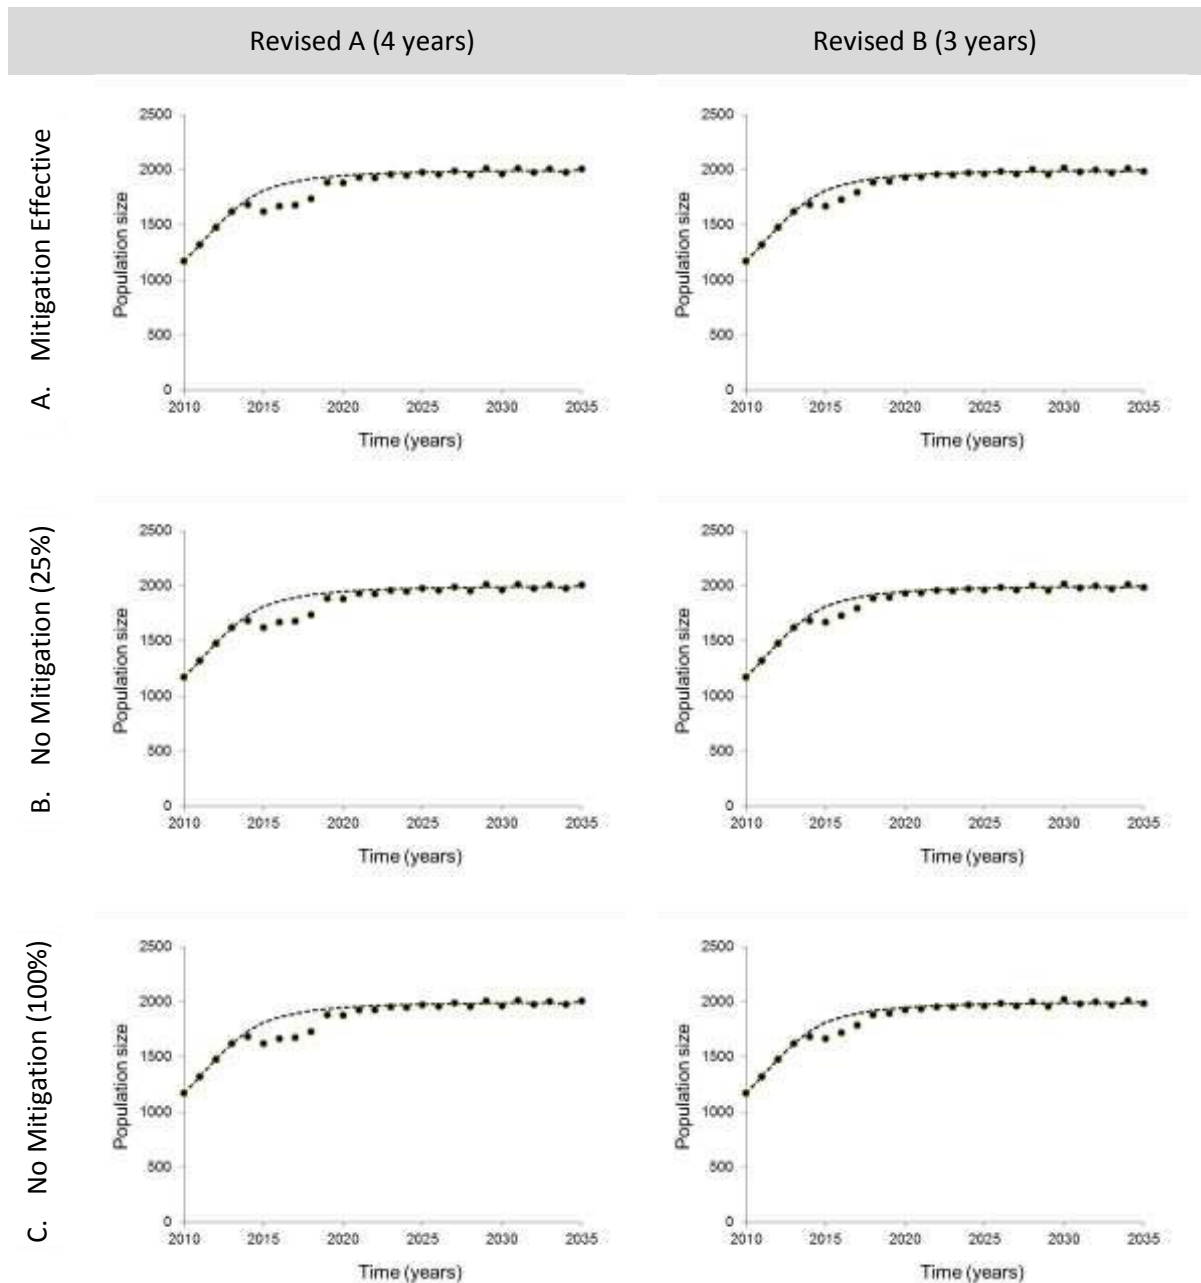 Revised A (4 years)
Revised B (3 years)
A. Mitigation Effective
2500
2000
1500
1000
500
0
Population size
2010 2015 2020 2025 2030 2035
Time (years)
2500
2000
1500
1000
500
0
Population size
2010 2015 2020 2025 2030 2035
Time (years)
B. No Mitigation (25%)
2500
2000
1500
1000
500
0
Population size
2010 2015 2020 2025 2030 2035
Time (years)
2500
2000
1500
1000
500
0
Population size
2010 2015 2020 2025 2030 2035
Time (years)
C. No Mitigation (100%)
2500
2000
1500
1000
500
0
Population size
2010 2015 2020 2025 2030 2035
Time (years)
2500
2000
1500
1000
500
0
Population size
2010 2015 2020 2025 2030 2035
Time (years)